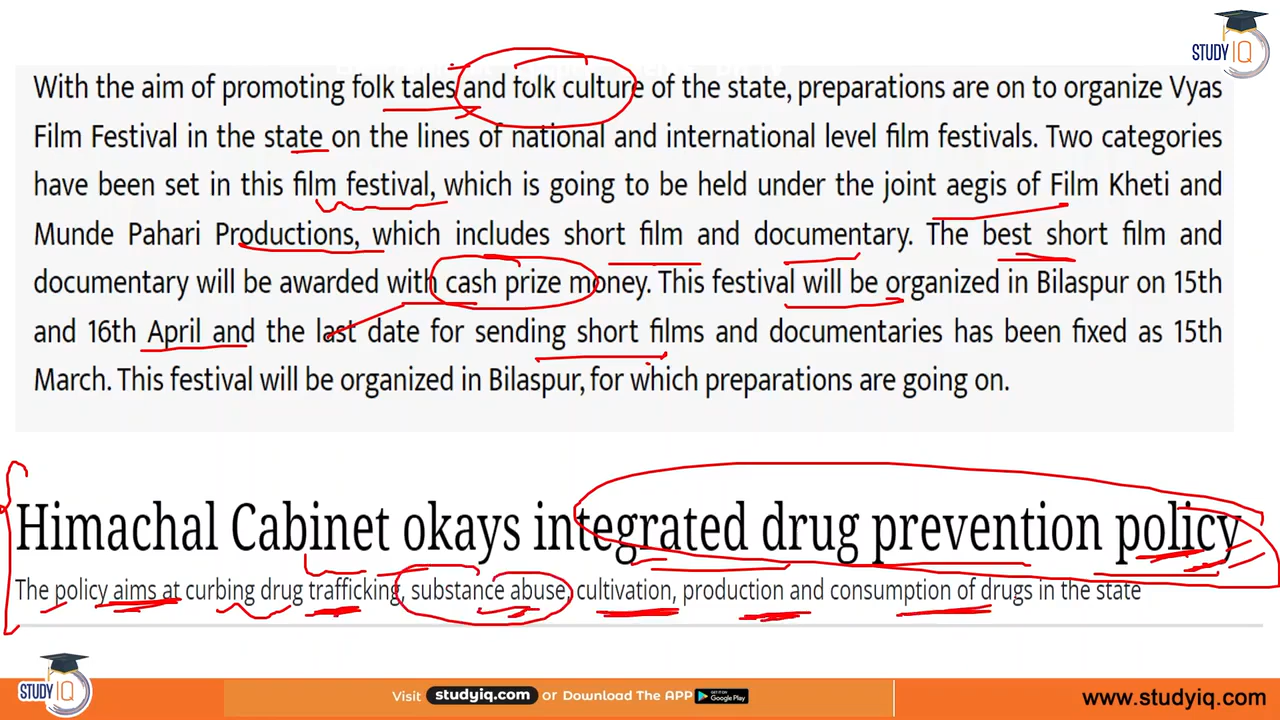 STUDY IQ
With the aim of promoting folk tales and folk culture of the state, preparations are on to organize Vyas
Film Festival in the state on the lines of national and international level film festivals. Two categories
have been set in this film festival, which is going to be held under the joint aegis of Film Kheti and
Munde Pahari Productions, which includes short film and documentary. The best short film and
documentary will be awarded with cash prize money. This festival will be organized in Bilaspur on 15th
and 16th April and the last date for sending short films and documentaries has been fixed as 15th
March. This festival will be organized in Bilaspur, for which preparations are going on.
Himachal Cabinet okays integrated drug prevention policy
The policy aims at curbing drug trafficking, substance abuse, cultivation, production and consumption of drugs in the state
STUDY IQ
Visit studyiq.com or Download The APP GET IT ON Google Play
www.studyiq.com